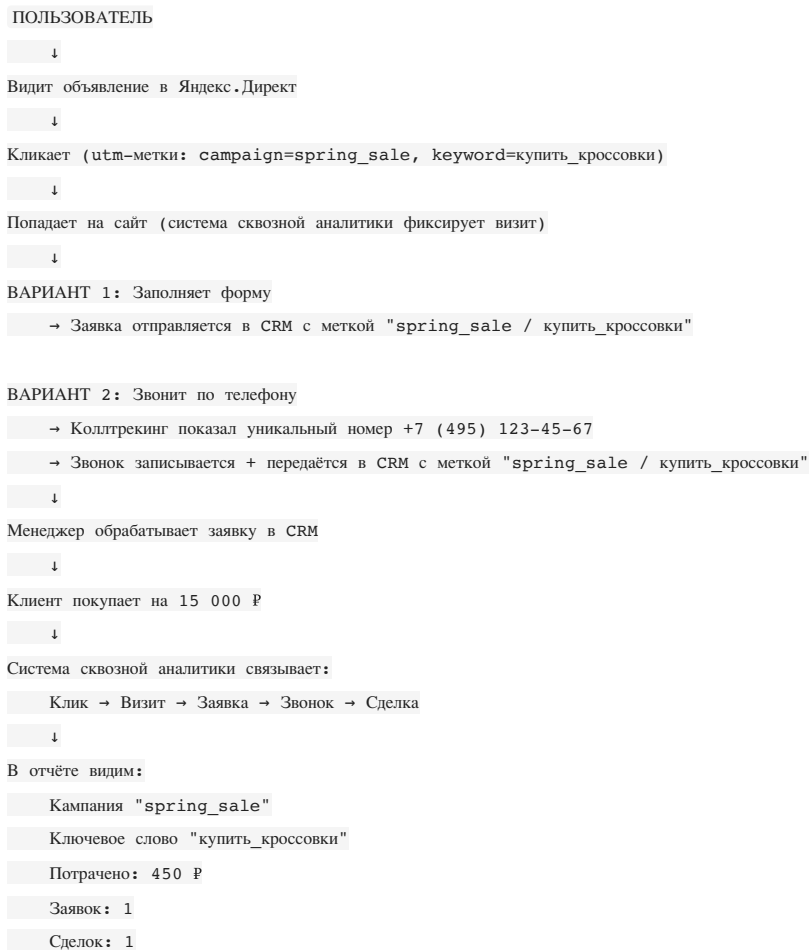 ПОЛЬЗОВАТЕЛЬ
↓
Видит объявление в Яндекс.Директ
↓
Кликает (utm-метки: campaign=spring_sale, keyword=купить_кроссовки)
↓
Попадает на сайт (система сквозной аналитики фиксирует визит)
↓
ВАРИАНТ 1: Заполняет форму
→ Заявка отправляется в CRM с меткой "spring_sale / купить_кроссовки"
ВАРИАНТ 2: Звонит по телефону
→ Коллтрекинг показал уникальный номер +7 (495) 123-45-67
→ Звонок записывается + передаётся в CRM с меткой "spring_sale / купить_кроссовки"
↓
Менеджер обрабатывает заявку в CRM
↓
Клиент покупает на 15 000 ₽
↓
Система сквозной аналитики связывает:
Клик → Визит → Заявка → Звонок → Сделка
↓
В отчёте видим:
Кампания "spring_sale"
Ключевое слово "купить_кроссовки"
Потрачено: 450 ₽
Заявок: 1
Сделок: 1